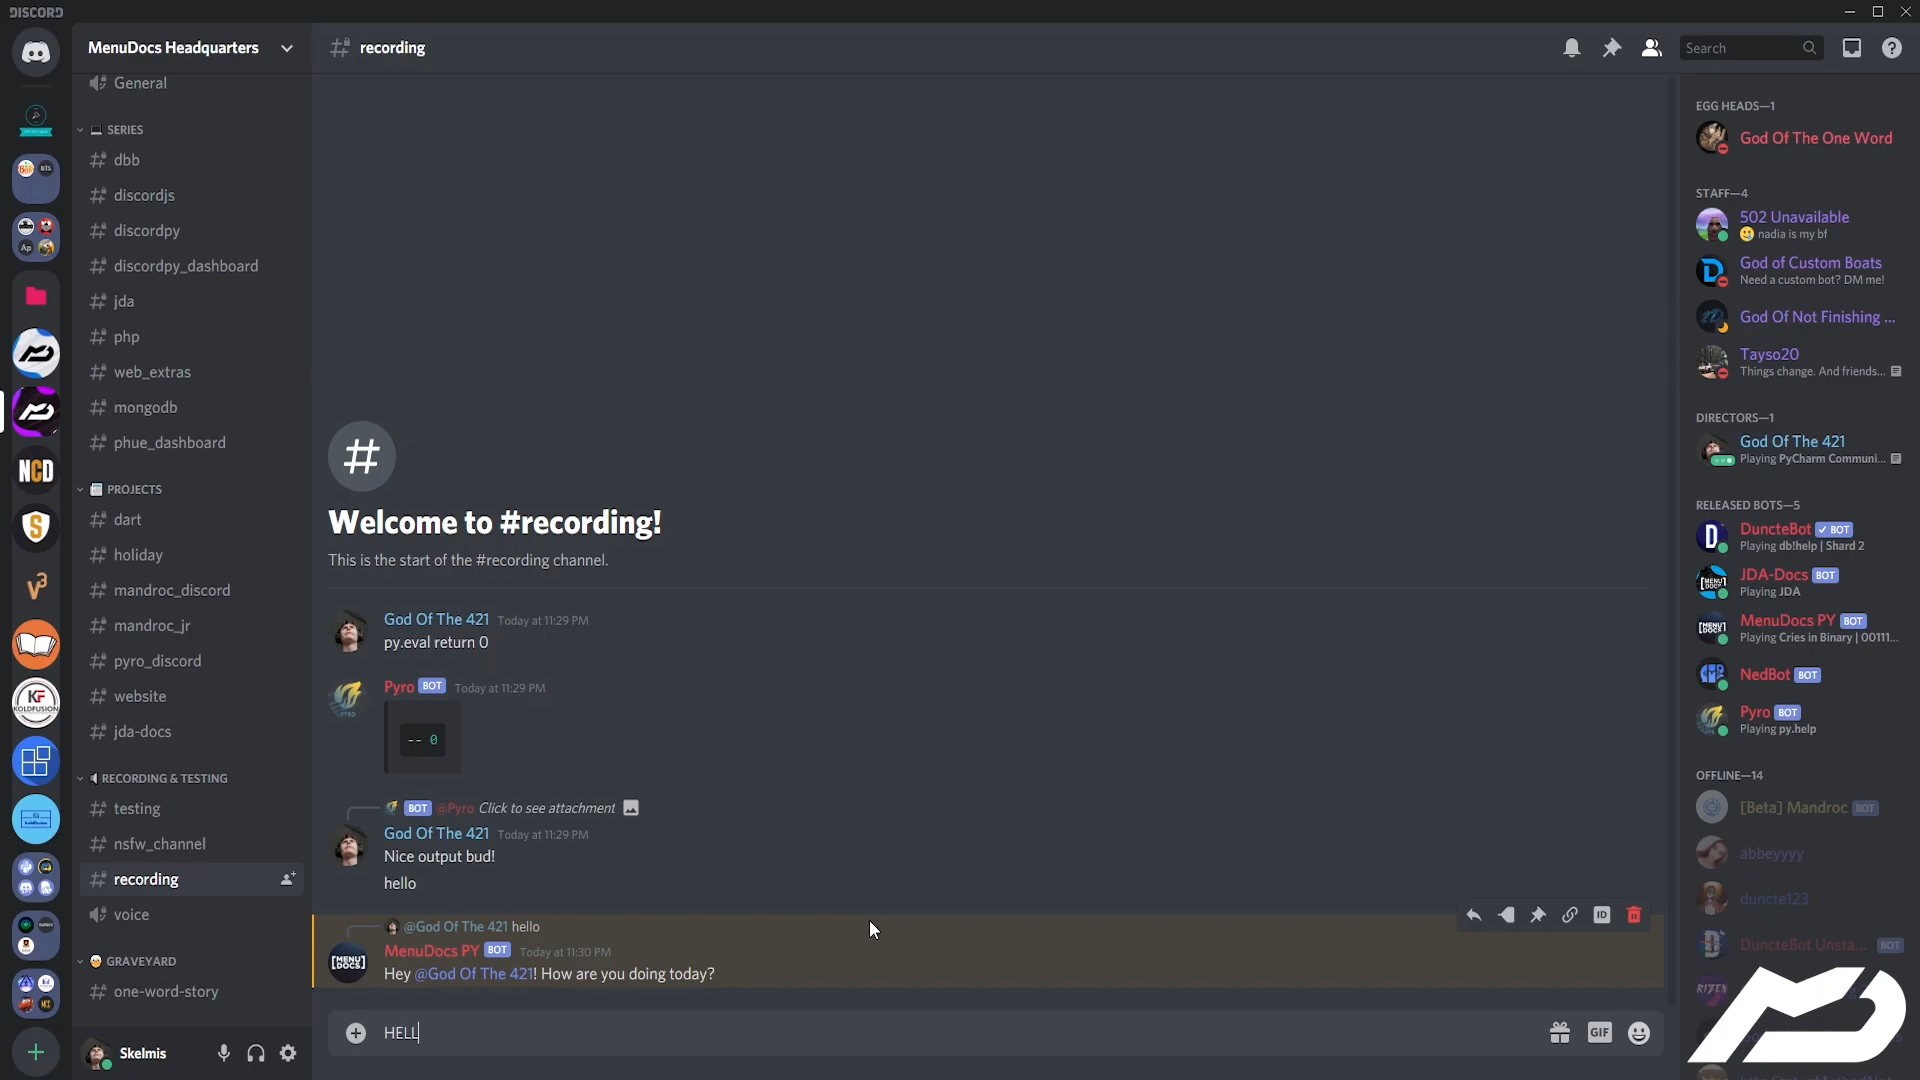 DISCORD
MenuDocs Headquarters
General
SERIES
dbb
discordjs
discordpy
discordpy_dashboard
jda
php
web_extras
mongodb
phue_dashboard
PROJECTS
dart
holiday
mandroc_discord
mandroc_jr
pyro_discord
website
jda-docs
RECORDING & TESTING
testing
nsfw_channel
recording
voice
GRAVEYARD
one-word-story
Skelmis
NCD
KF
KOLDFUSION
recording
Search
#
Welcome to #recording!
This is the start of the #recording channel.
God Of The 421 Today at 11:29 PM
py.eval return 0
Pyro BOT Today at 11:29 PM
-- 0
BOT @Pyro Click to see attachment
God Of The 421 Today at 11:29 PM
Nice output bud!
hello
@God Of The 421 hello
MenuDocs PY BOT Today at 11:30 PM
Hey @God Of The 421! How are you doing today?
[MENU DOCS]
ID
HELL
GIF
EGG HEADS—1
God Of The One Word
STAFF—4
502 Unavailable
nadia is my bf
God of Custom Boats
Need a custom bot? DM me!
God Of Not Finishing ...
Tayso20
Things change. And friends...
DIRECTORS—1
God Of The 421
Playing PyCharm Communi...
RELEASED BOTS—5
DuncteBot BOT
Playing db!help | Shard 2
JDA-Docs BOT
Playing JDA
MenuDocs PY BOT
Playing Cries in Binary | 00111...
NedBot BOT
Pyro BOT
Playing py.help
OFFLINE—14
[Beta] Mandroc BOT
abbeyyyy
duncte123
DuncteBot Unsta... BOT